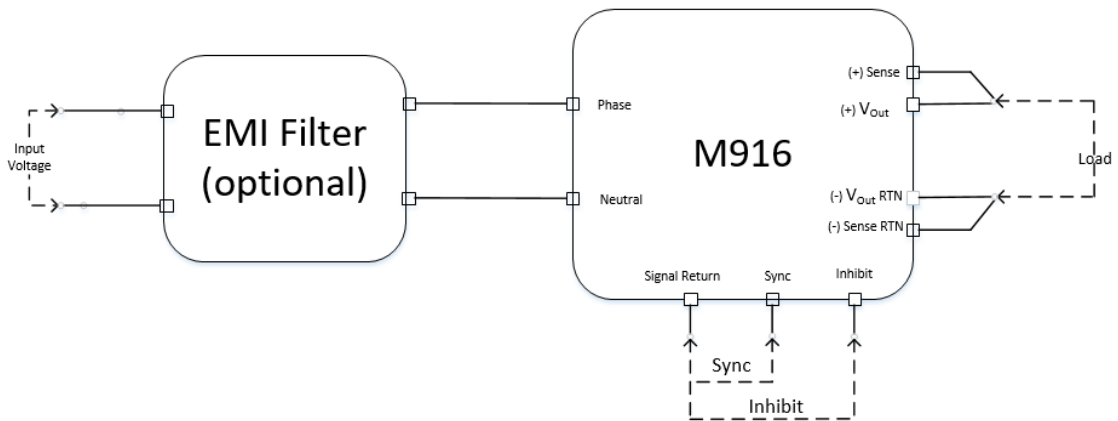 Input
Voltage
EMI Filter
(optional)
Phase
Neutral
M916
(+) Sense
(+) VOut
(-) VOut RTN
(-) Sense RTN
Load
Signal Return
Sync
Inhibit
Sync
Inhibit